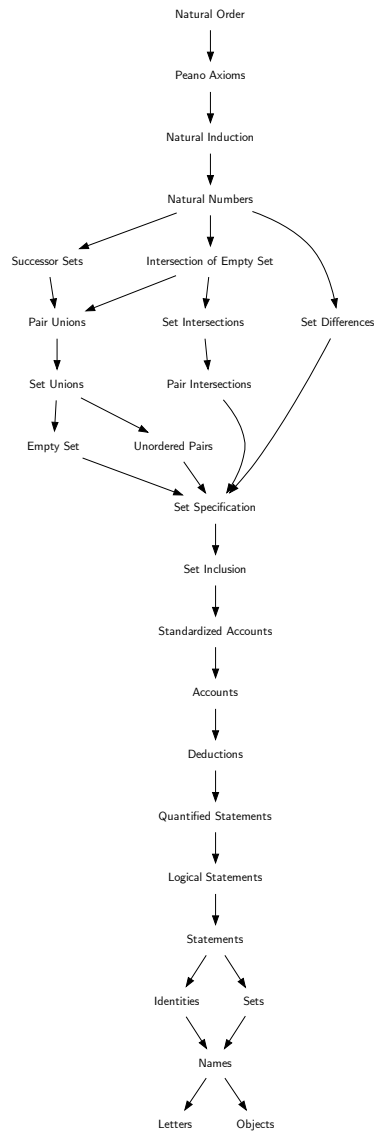 Natural Order
Peano Axioms
Natural Induction
Natural Numbers
Successor Sets
Intersection of Empty Set
Pair Unions
Set Intersections
Set Differences
Set Unions
Pair Intersections
Empty Set
Unordered Pairs
Set Specification
Set Inclusion
Standardized Accounts
Accounts
Deductions
Quantified Statements
Logical Statements
Statements
Identities
Sets
Names
Letters
Objects